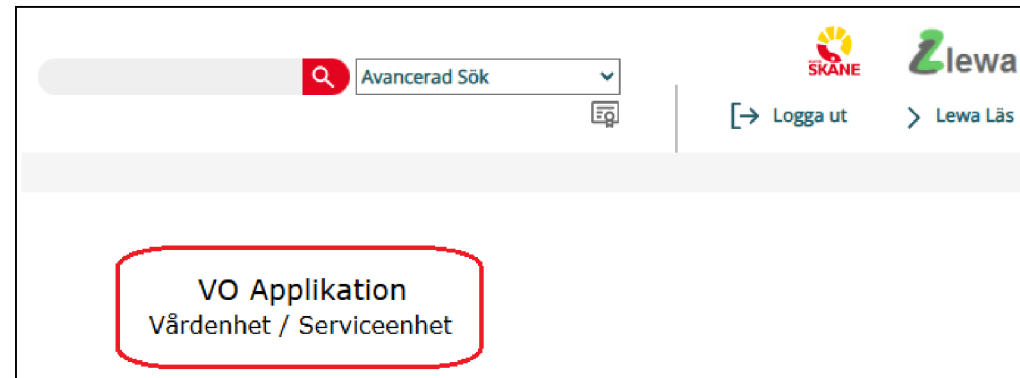 SKÅNE
lewa
Avancerad Sök
Logga ut
Lewa Läs
VO Applikation
Vårdenhet / Serviceenhet